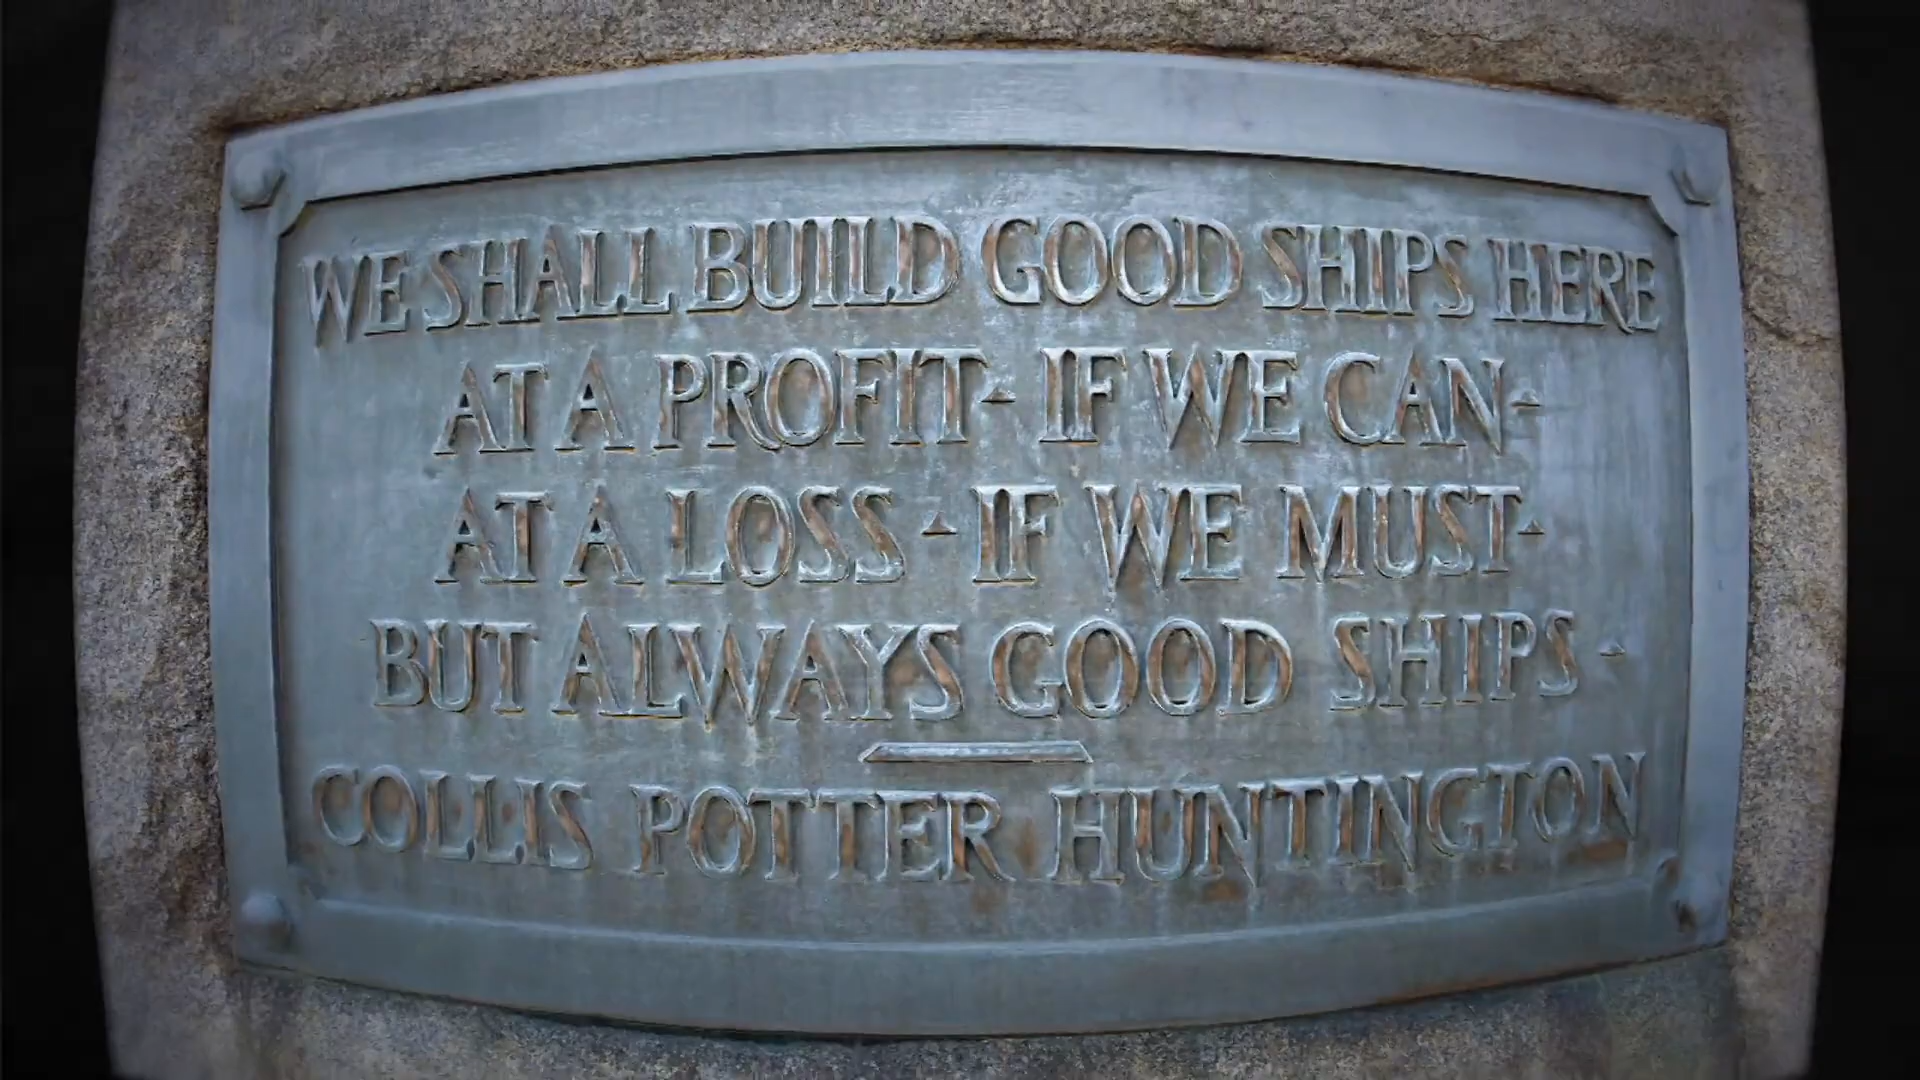 WE SHALL BUILD GOOD SHIPS HERE
AT A PROFIT - IF WE CAN -
AT A LOSS - IF WE MUST -
BUT ALWAYS GOOD SHIPS -
COLLIS POTTER HUNTINGTON